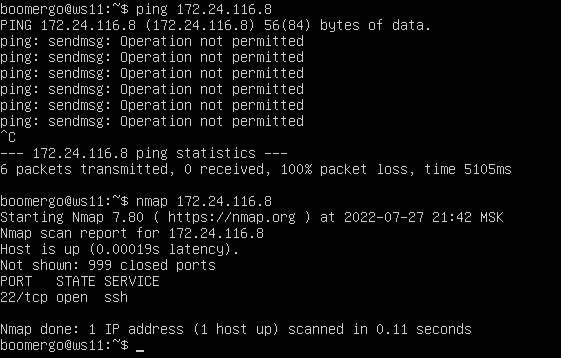 boomergo@ws11:~$ ping 172.24.116.8
PING 172.24.116.8 (172.24.116.8) 56(84) bytes of data.
ping: sendmsg: Operation not permitted
ping: sendmsg: Operation not permitted
ping: sendmsg: Operation not permitted
ping: sendmsg: Operation not permitted
ping: sendmsg: Operation not permitted
ping: sendmsg: Operation not permitted
^C
--- 172.24.116.8 ping statistics ---
6 packets transmitted, 0 received, 100% packet loss, time 5105ms
boomergo@ws11:~$ nmap 172.24.116.8
Starting Nmap 7.80 ( https://nmap.org ) at 2022-07-27 21:42 MSK
Nmap scan report for 172.24.116.8
Host is up (0.00019s latency).
Not shown: 999 closed ports
PORT   STATE SERVICE
22/tcp open  ssh
Nmap done: 1 IP address (1 host up) scanned in 0.11 seconds
boomergo@ws11:~$ _